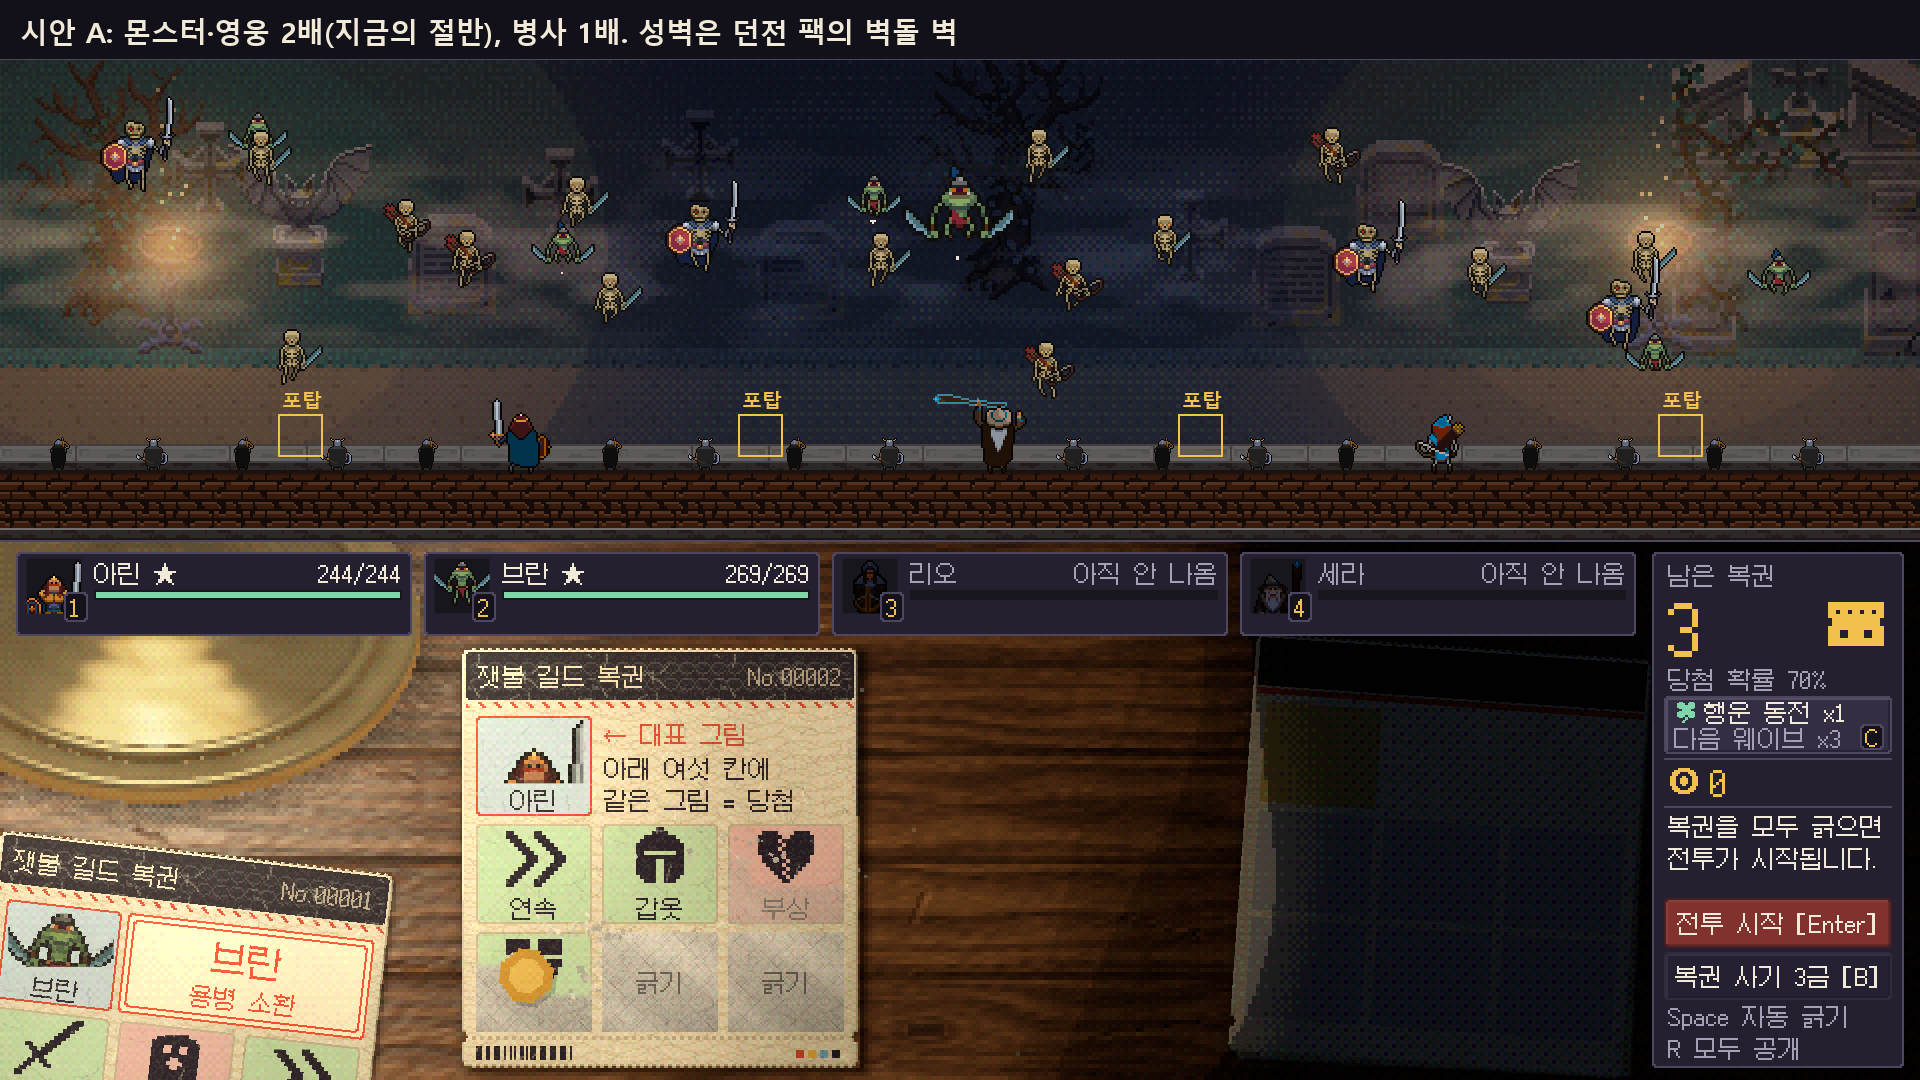 시안 A: 몬스터·영웅 2배(지금의 절반), 병사 1배. 성벽은 던전 팩의 벽돌 벽
포탑
포탑
포탑
포탑
아린 ★ 244/244
1
브란 ★ 269/269
2
리오 아직 안 나옴
3
세라 아직 안 나옴
4
남은 복권
3
당첨 확률 70%
행운 동전 x1
다음 웨이브 x3 C
0
복권을 모두 긁으면
전투가 시작됩니다.
전투 시작 [Enter]
복권 사기 3금 [B]
Space 자동 긁기
R 모두 공개
잿불 길드 복권 No.00002
← 대표 그림
아래 여섯 칸에
같은 그림 = 당첨
아린
연속 갑옷 부상
긁기 긁기
잿불 길드 복권 No.00001
브란
용병 소환
브란